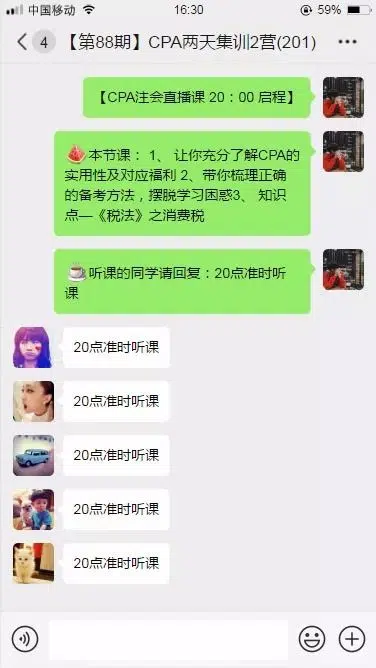 中国移动
16:30
59%
4
【第88期】CPA两天集训2营(201)
【CPA注会直播课 20：00 启程】
本节课： 1、 让你充分了解CPA的
实用性及对应福利 2、带你梳理正确
的备考方法，摆脱学习困惑3、 知识
点—《税法》之消费税
听课的同学请回复：20点准时听
课
20点准时听课
20点准时听课
20点准时听课
20点准时听课
20点准时听课